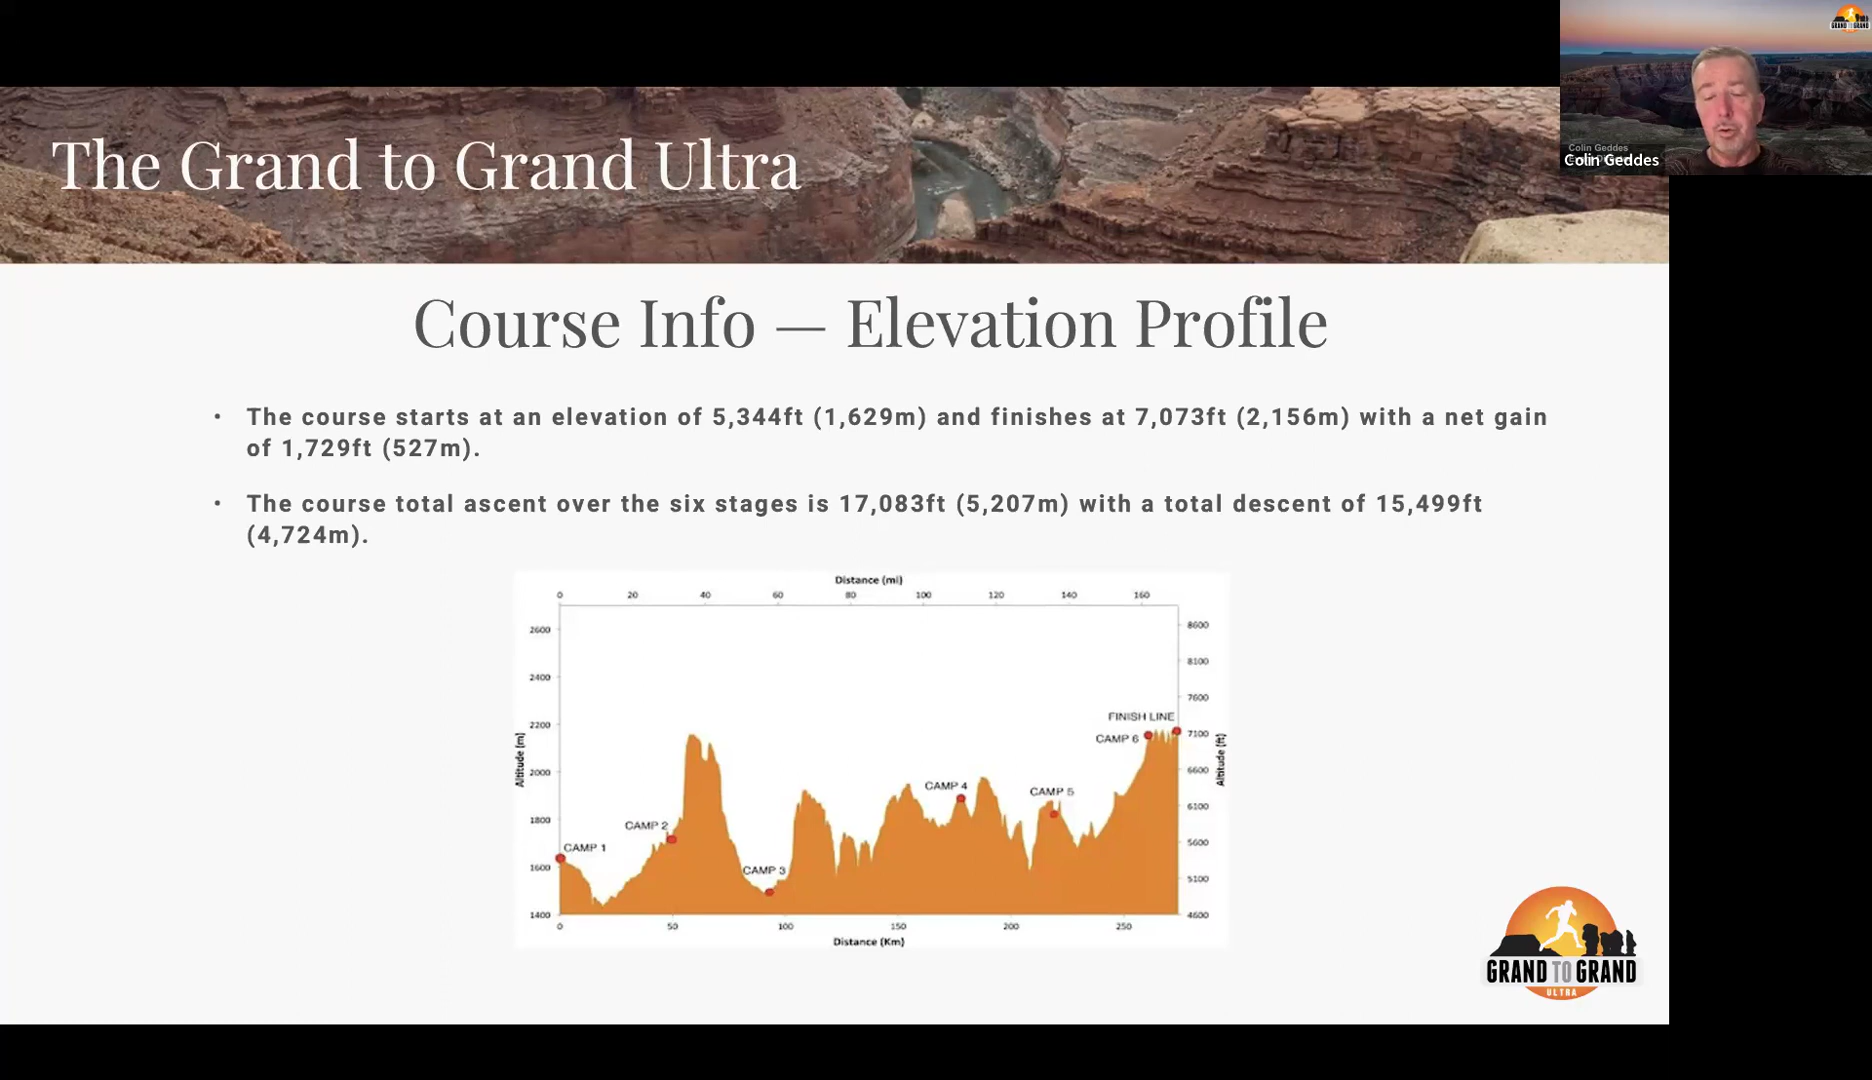 GRAND TO GRAND
Colin Geddes
Colin Geddes
The Grand to Grand Ultra
Course Info — Elevation Profile
• The course starts at an elevation of 5,344ft (1,629m) and finishes at 7,073ft (2,156m) with a net gain
of 1,729ft (527m).
• The course total ascent over the six stages is 17,083ft (5,207m) with a total descent of 15,499ft
(4,724m).
Distance (mi)
0 20 40 60 80 100 120 140 160
2600
2400
2200
2000
1800
1600
1400
Altitude (m)
8600
8100
7600
7100
6600
6100
5600
5100
4600
Altitude (ft)
CAMP 1
CAMP 2
CAMP 3
CAMP 4
CAMP 5
CAMP 6
FINISH LINE
0 50 100 150 200 250
Distance (Km)
GRAND TO GRAND
ULTRA